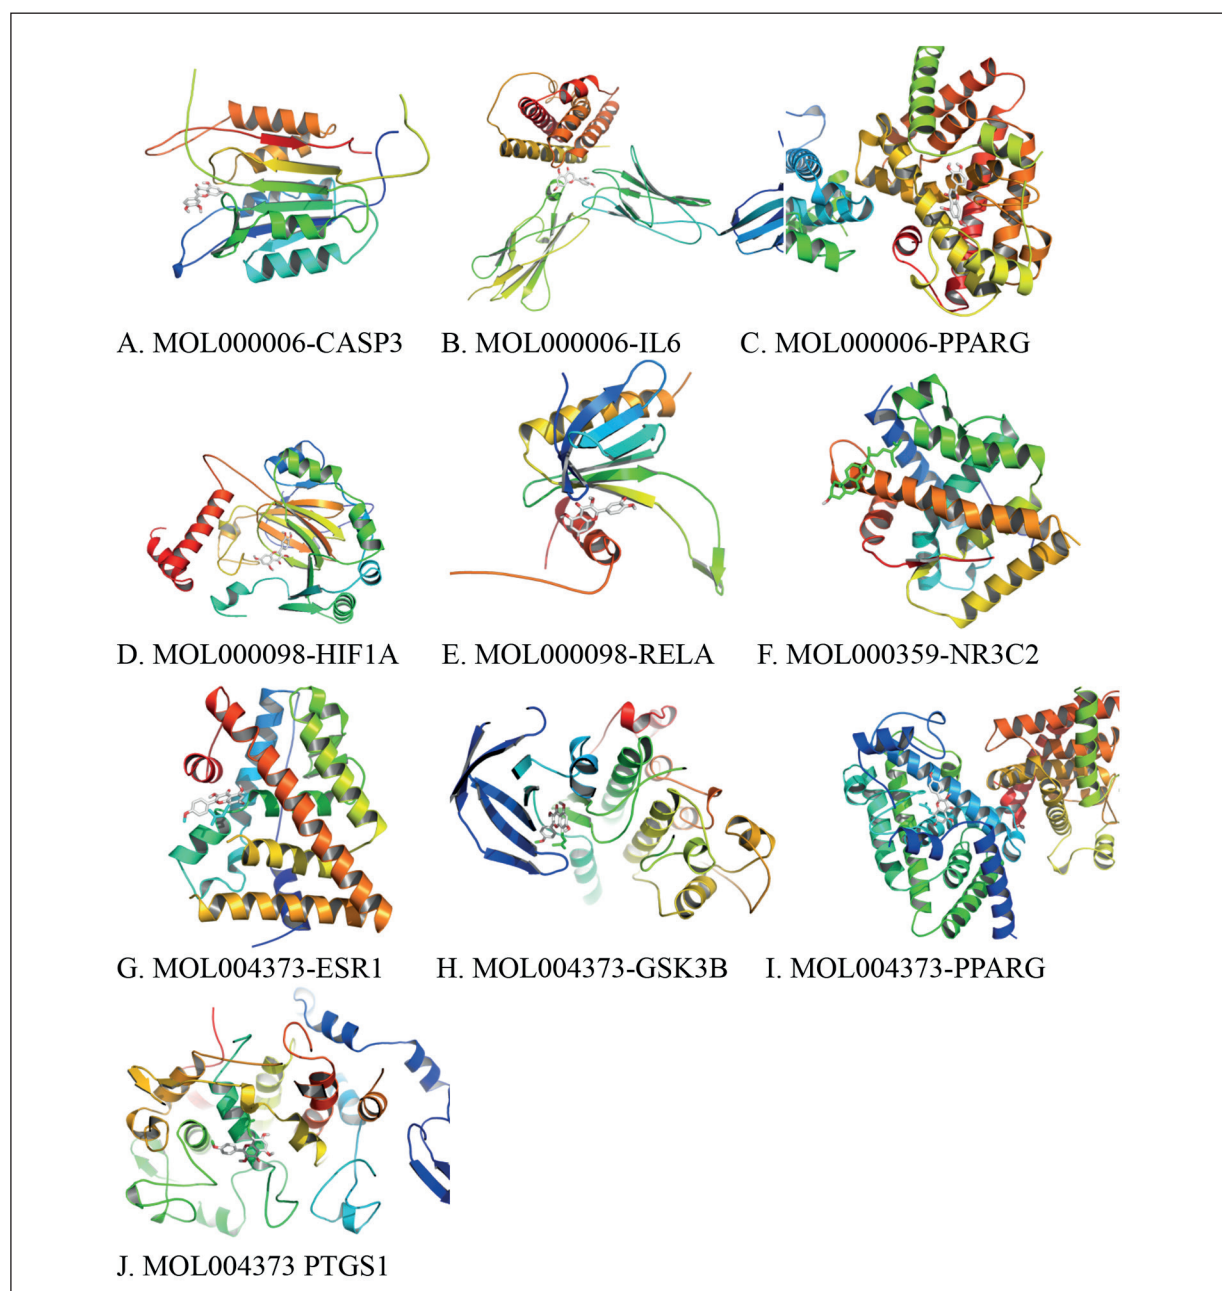 A. MOL000006-CASP3
B. MOL000006-IL6
C. MOL000006-PPARG
D. MOL000098-HIF1A
E. MOL000098-RELA
F. MOL000359-NR3C2
G. MOL004373-ESR1
H. MOL004373-GSK3B
I. MOL004373-PPARG
J. MOL004373 PTGS1